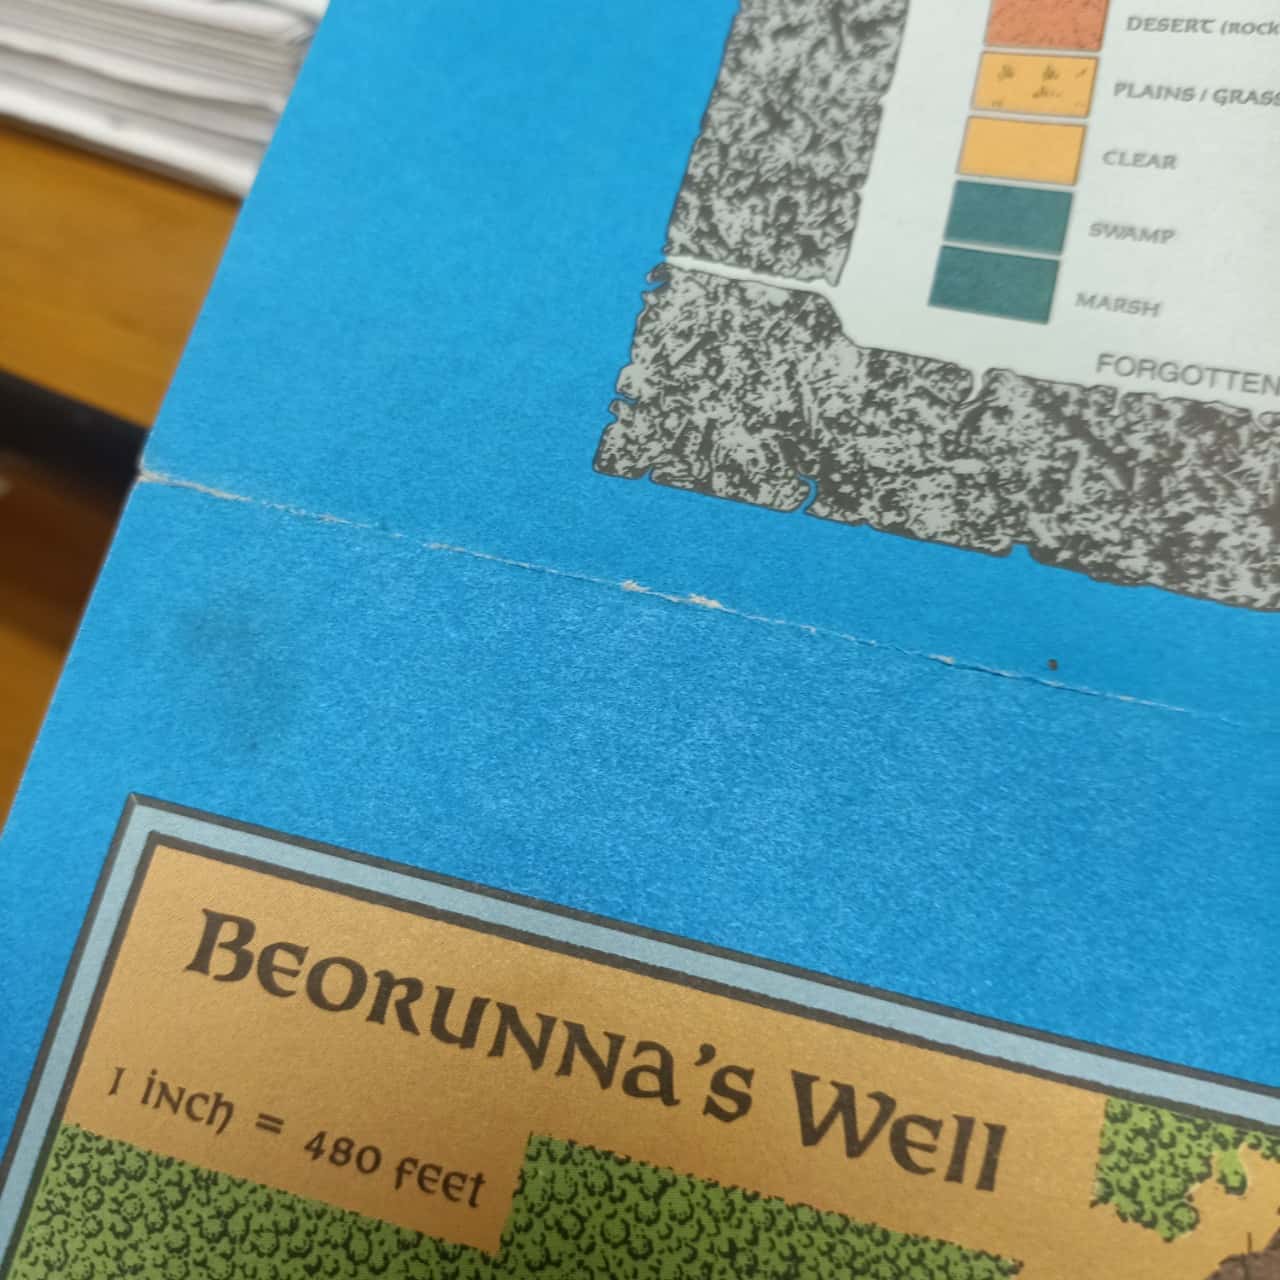 DESERT (ROCK
PLAINS / GRASS
CLEAR
SWAMP
MARSH
FORGOTTEN
BEORUNNA'S WELL
1 INCH = 480 FEET